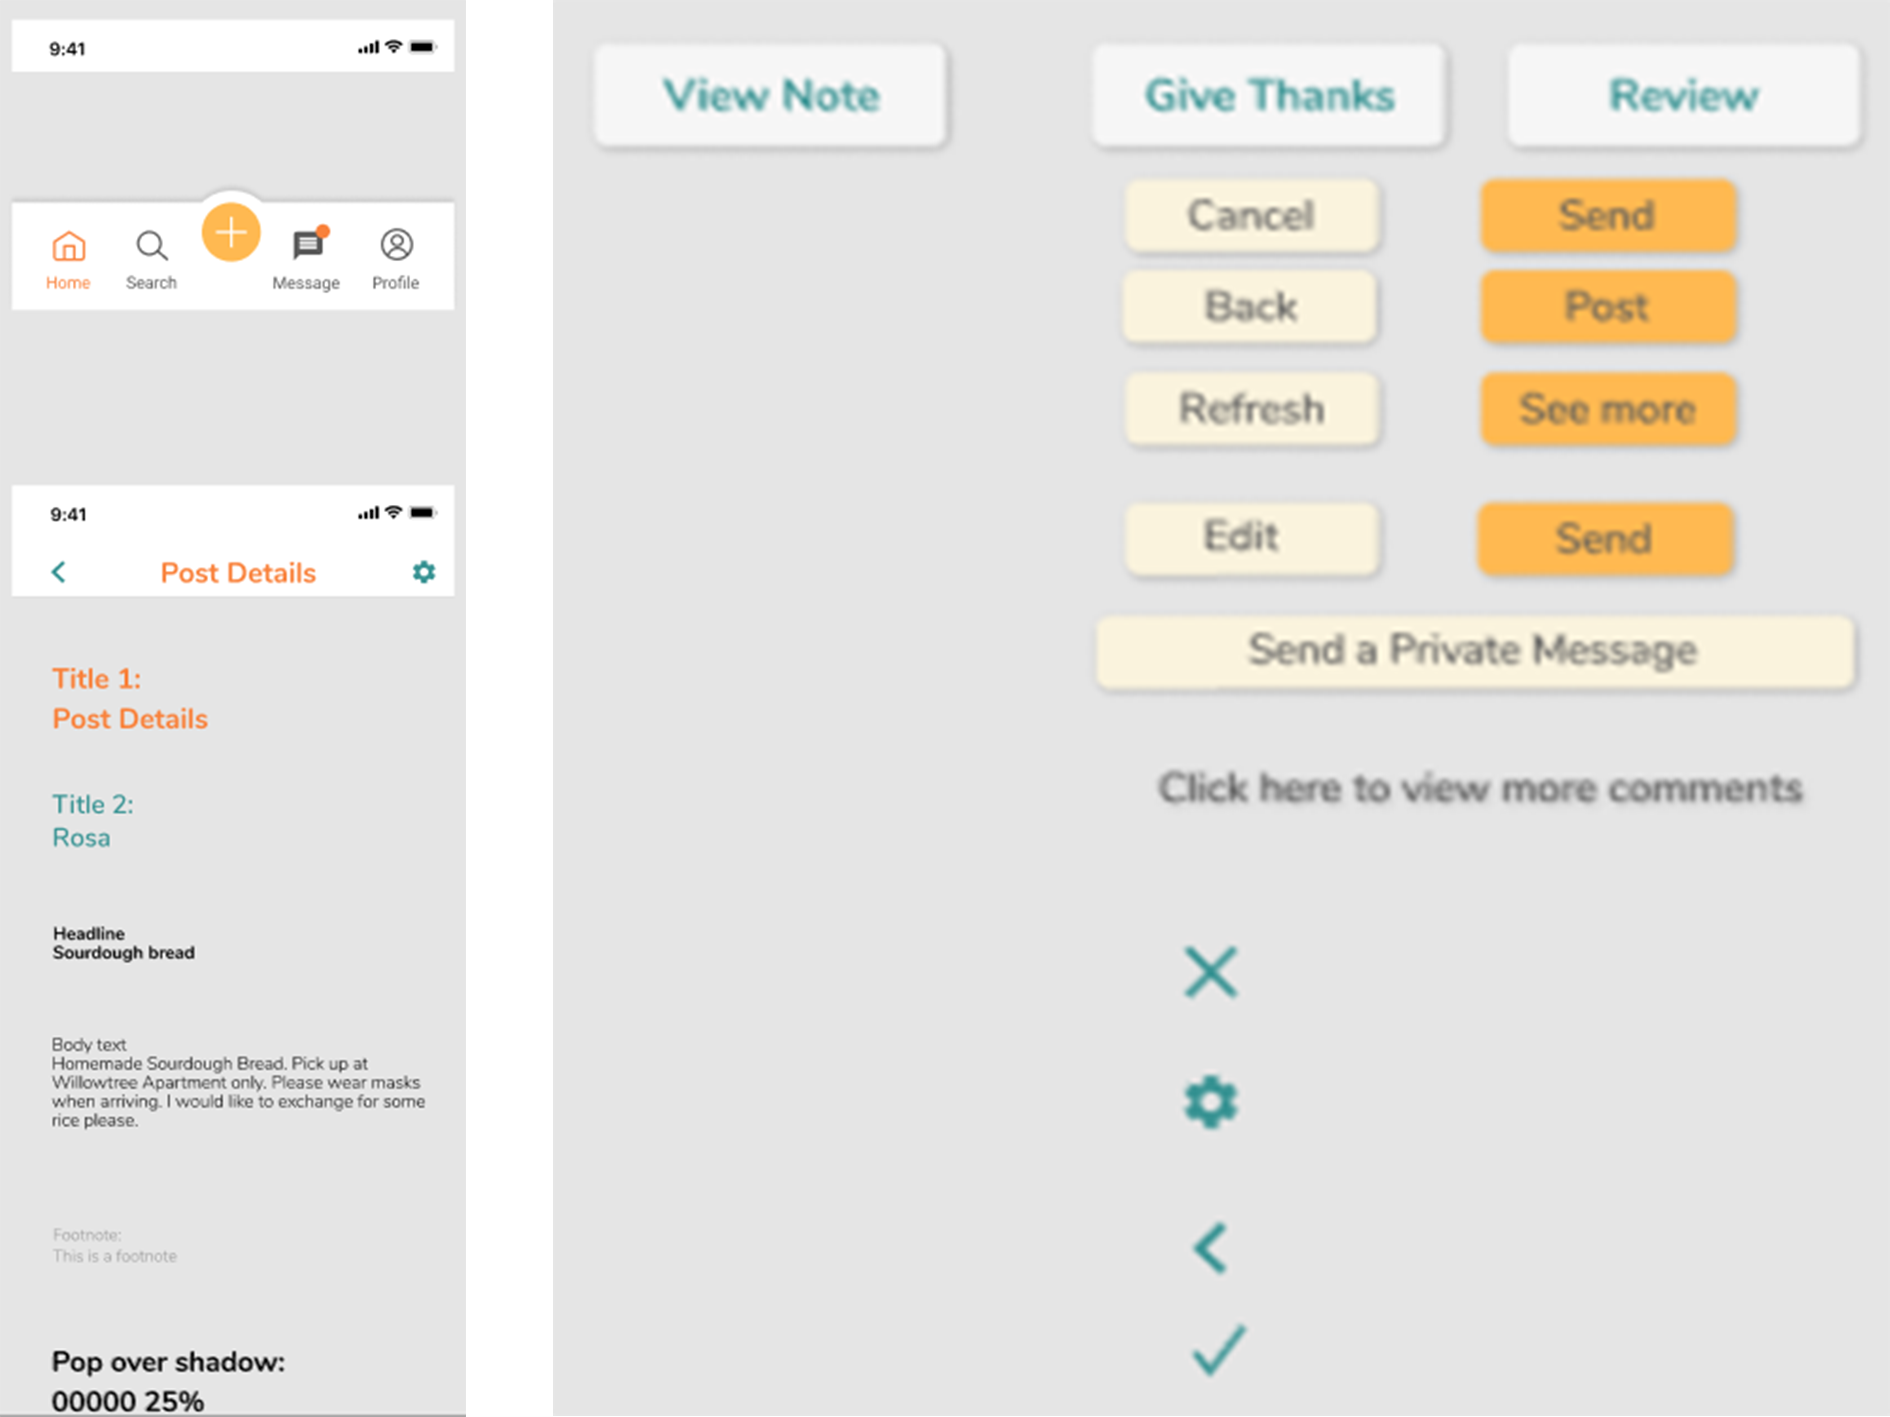 9:41
Home Search Message Profile
9:41
Post Details
Title 1:
Post Details
Title 2:
Rosa
Headline
Sourdough bread
Body text
Homemade Sourdough Bread. Pick up at
Willowtree Apartment only. Please wear masks
when arriving. I would like to exchange for some
rice please.
Footnote:
This is a footnote
Pop over shadow:
00000 25%
View Note Give Thanks Review
Cancel Send
Back Post
Refresh See more
Edit Send
Send a Private Message
Click here to view more comments